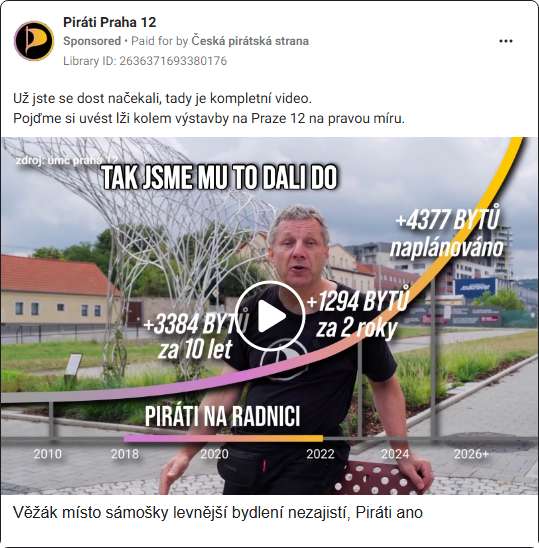 Piráti Praha 12
Sponsored • Paid for by Česká pirátská strana
Library ID: 2636371693380176
Už jste se dost načekali, tady je kompletní video.
Pojďme si uvést lži kolem výstavby na Praze 12 na pravou míru.
zdroj: úmč praha 12
TAK JSME MU TO DALI DO
+4377 BYTŮ
naplánováno
+1294 BYTŮ
za 2 roky
+3384 BYTŮ
za 10 let
PIRÁTI NA RADNICI
2010 2018 2020 2022 2024 2026+
Věžák místo sámošky levnější bydlení nezajistí, Piráti ano